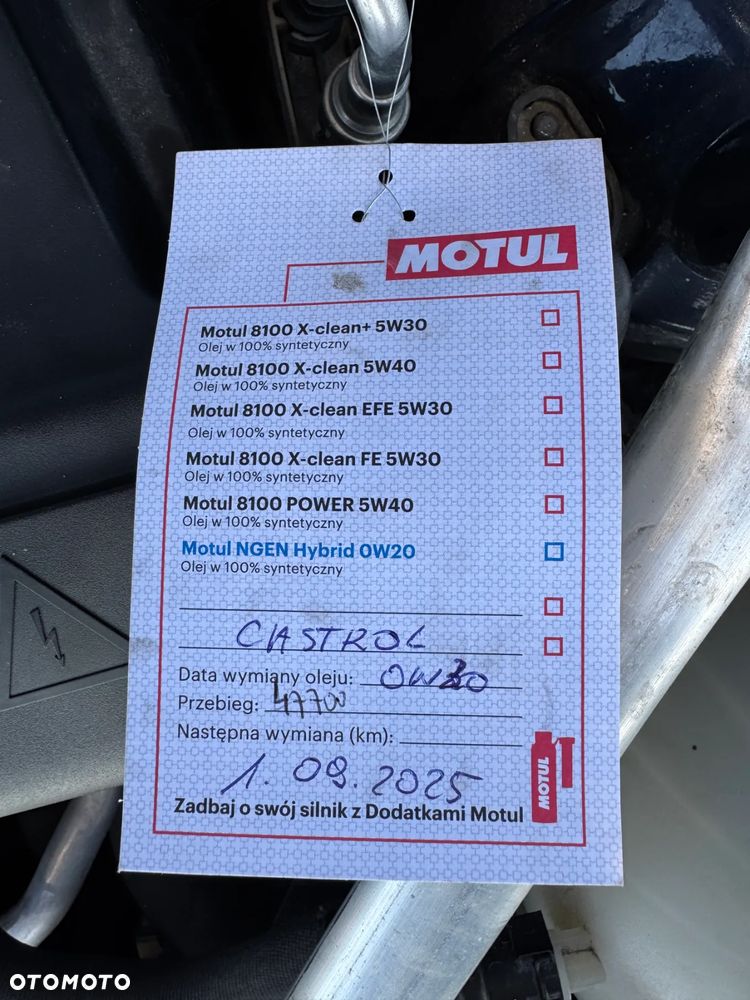 MOTUL
Motul 8100 X-clean+ 5W30
Olej w 100% syntetyczny
Motul 8100 X-clean 5W40
Olej w 100% syntetyczny
Motul 8100 X-clean EFE 5W30
Olej w 100% syntetyczny
Motul 8100 X-clean FE 5W30
Olej w 100% syntetyczny
Motul 8100 POWER 5W40
Olej w 100% syntetyczny
Motul NGEN Hybrid 0W20
Olej w 100% syntetyczny
CASTROL
Data wymiany oleju: 0W30
Przebieg: 47700
Następna wymiana (km):
1.09.2025
Zadbaj o swój silnik z Dodatkami Motul
MOTUL
OTOMOTO